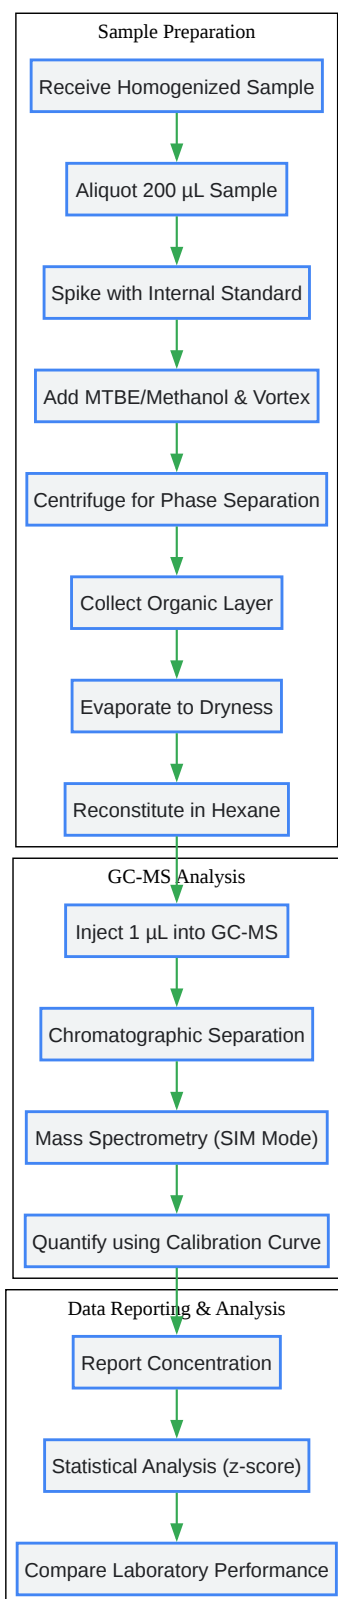 Sample Preparation
Receive Homogenized Sample
Aliquot 200 µL Sample
Spike with Internal Standard
Add MTBE/Methanol & Vortex
Centrifuge for Phase Separation
Collect Organic Layer
Evaporate to Dryness
Reconstitute in Hexane
GC-MS Analysis
Inject 1 µL into GC-MS
Chromatographic Separation
Mass Spectrometry (SIM Mode)
Quantify using Calibration Curve
Data Reporting & Analysis
Report Concentration
Statistical Analysis (z-score)
Compare Laboratory Performance